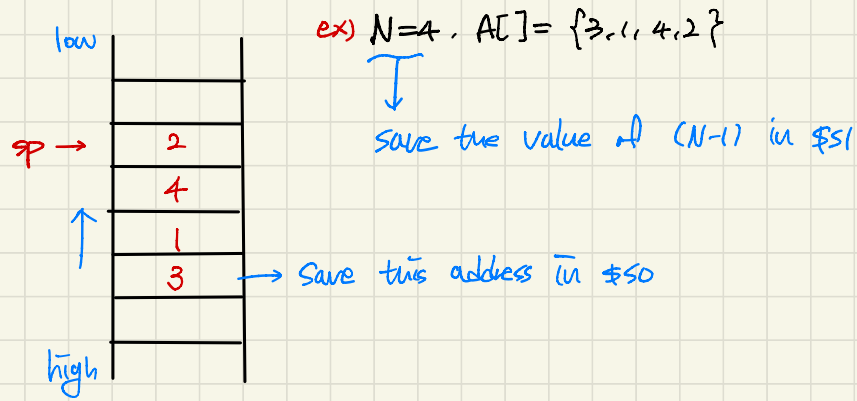 low
ex) N=4, A[]= {3,1,4,2}
save the value of (N-1) in $s1
sp →
2
4
1
3
→ save this address in $s0
high